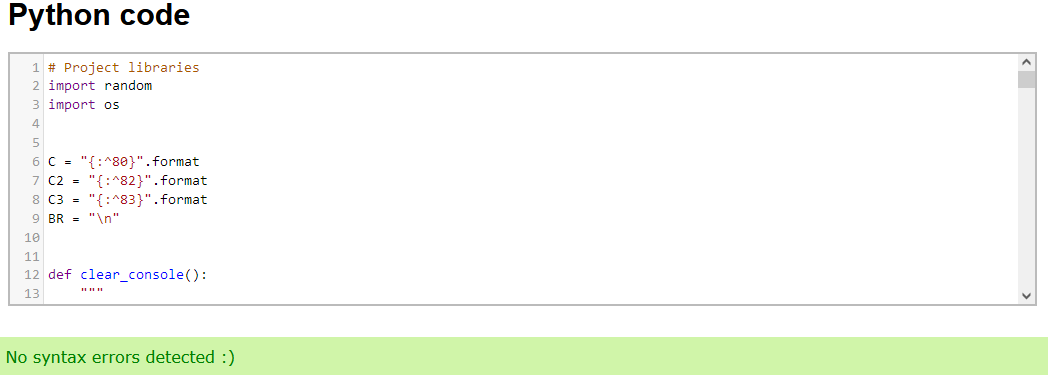 Python code
1 # Project libraries
2 import random
3 import os
4
5
6 C = "{:^80}".format
7 C2 = "{:^82}".format
8 C3 = "{:^83}".format
9 BR = "\n"
10
11
12 def clear_console():
13     """
No syntax errors detected :)